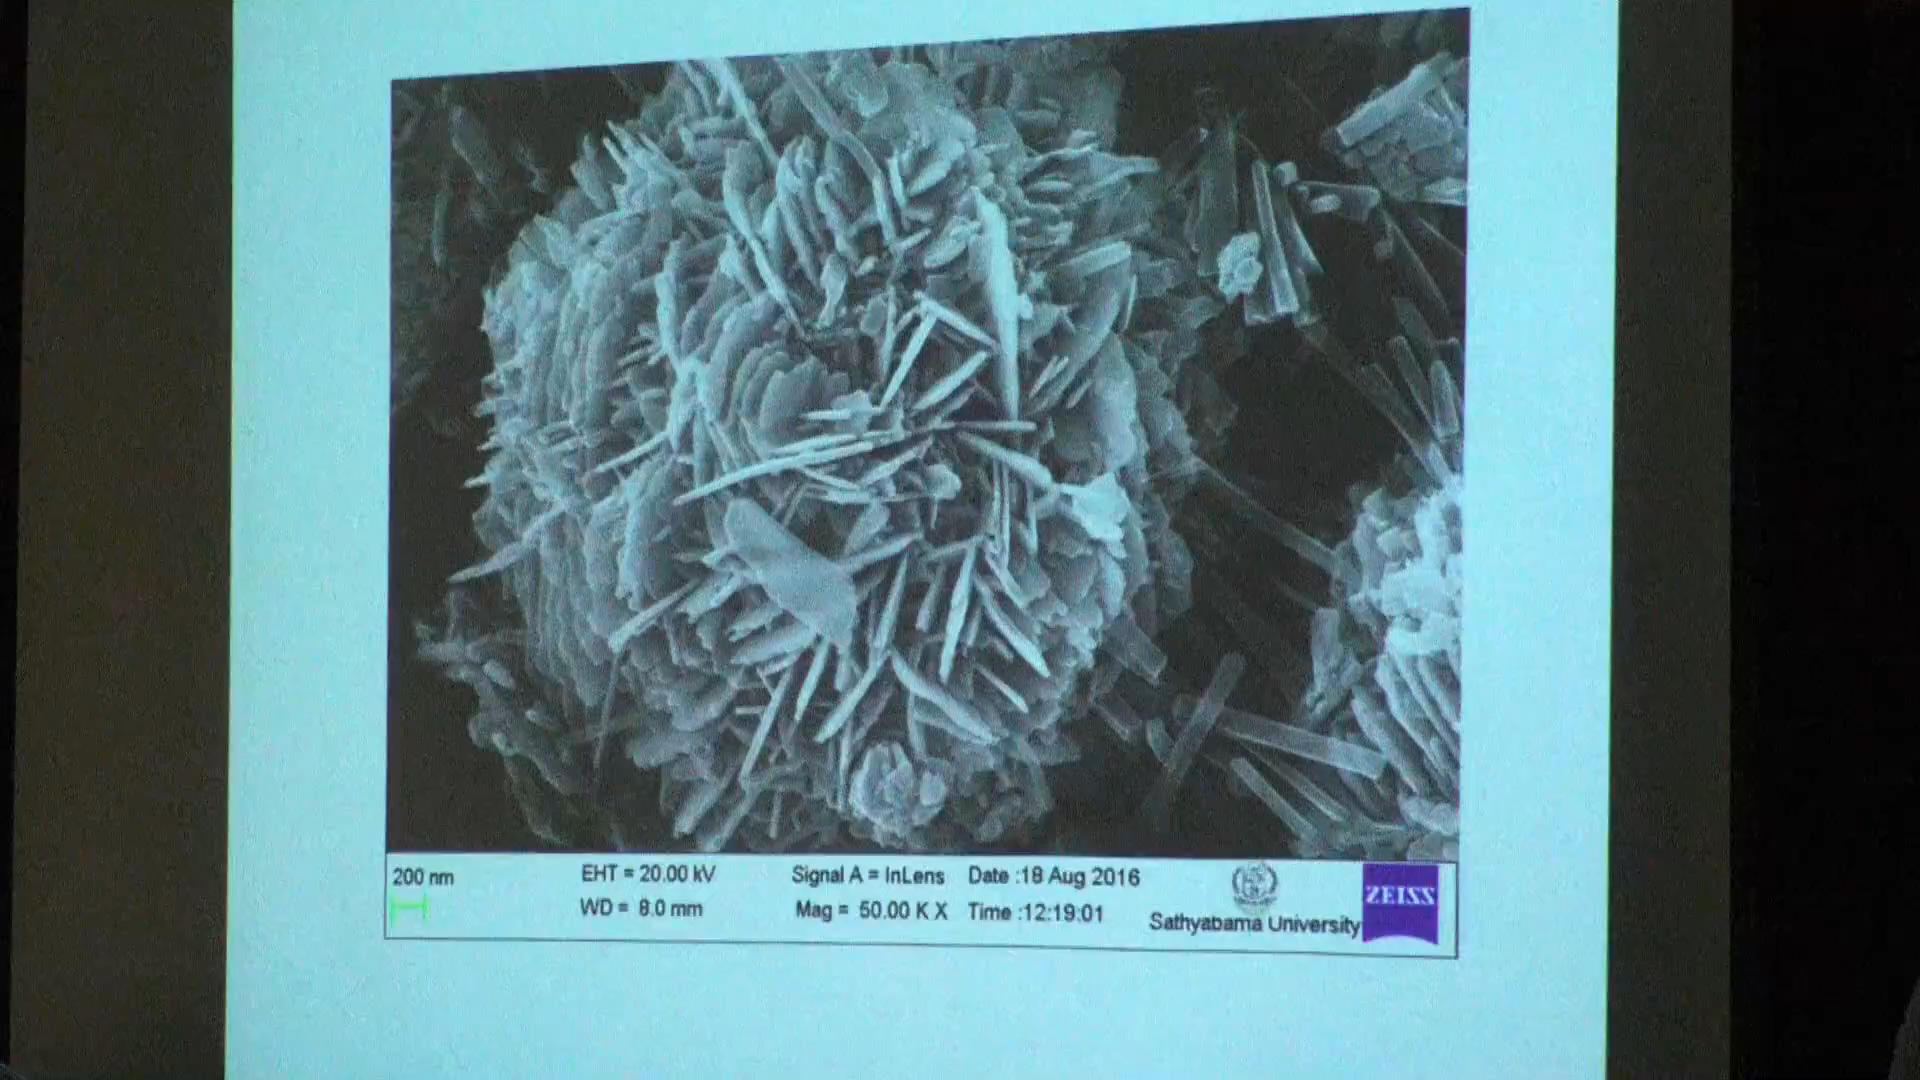 200 nm
EHT = 20.00 kV
Signal A = InLens
Date :18 Aug 2016
WD = 8.0 mm
Mag = 50.00 K X
Time :12:19:01
Sathyabama University
ZEISS